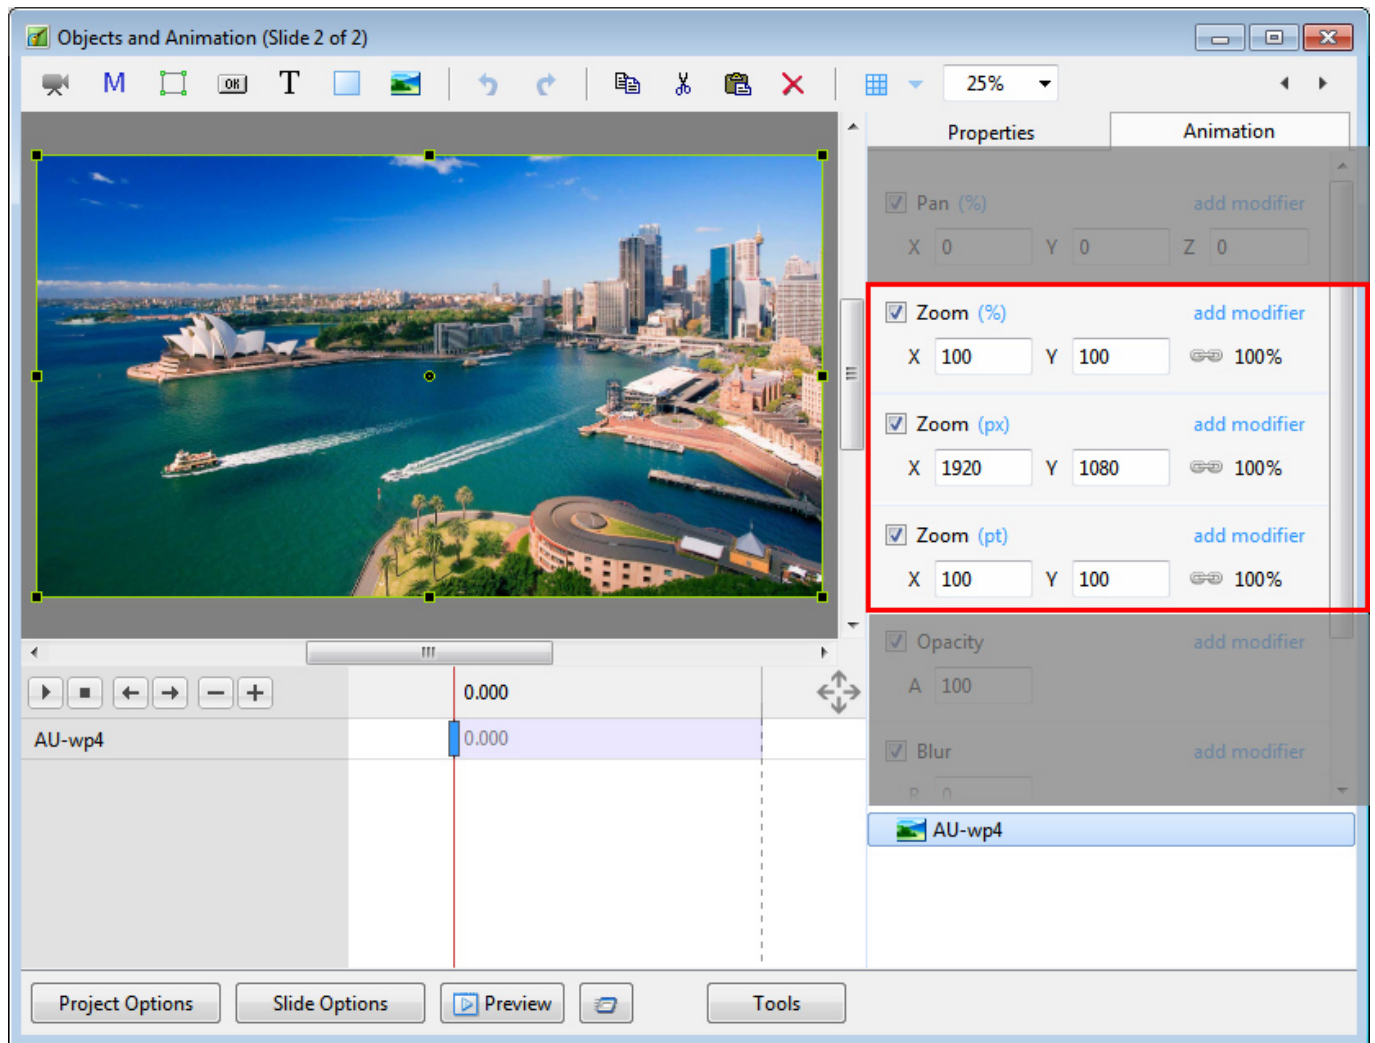 Objects and Animation (Slide 2 of 2)
M OK T 25%
Properties Animation
Pan (%) add modifier
X 0 Y 0 Z 0
Zoom (%) add modifier
X 100 Y 100 100%
Zoom (px) add modifier
X 1920 Y 1080 100%
Zoom (pt) add modifier
X 100 Y 100 100%
Opacity add modifier
A 100
Blur add modifier
R 0
0.000
AU-wp4 0.000
AU-wp4
Project Options Slide Options Preview Tools